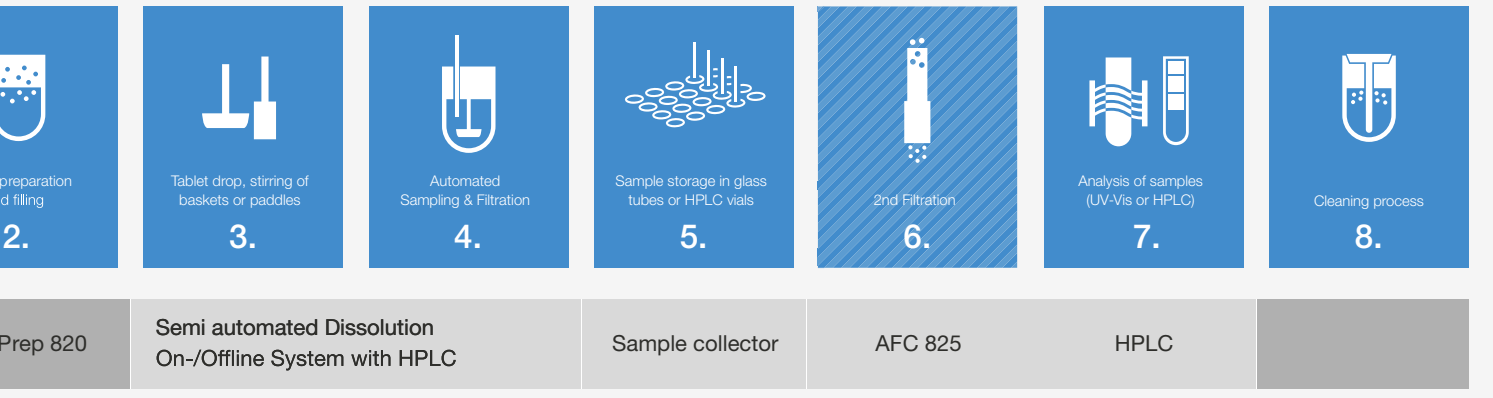 preparation
d filling
2.
Tablet drop, stirring of
baskets or paddles
3.
Automated
Sampling & Filtration
4.
Sample storage in glass
tubes or HPLC vials
5.
2nd Filtration
6.
Analysis of samples
(UV-Vis or HPLC)
7.
Cleaning process
8.
Prep 820
Semi automated Dissolution
On-/Offline System with HPLC
Sample collector
AFC 825
HPLC